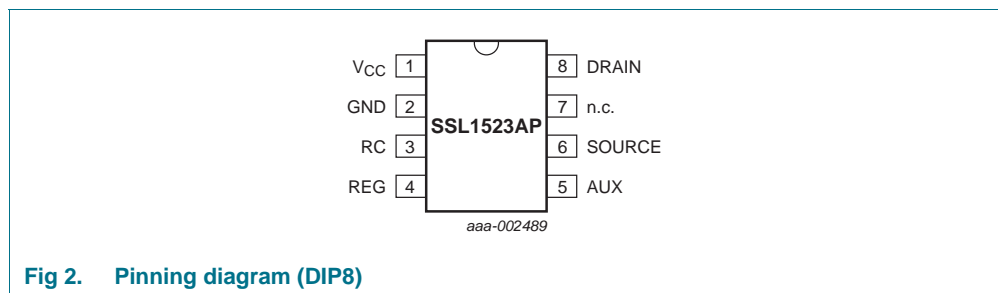 VCC 1 8 DRAIN
GND 2 7 n.c.
SSL1523AP
RC 3 6 SOURCE
REG 4 5 AUX
aaa-002489
Fig 2. Pinning diagram (DIP8)